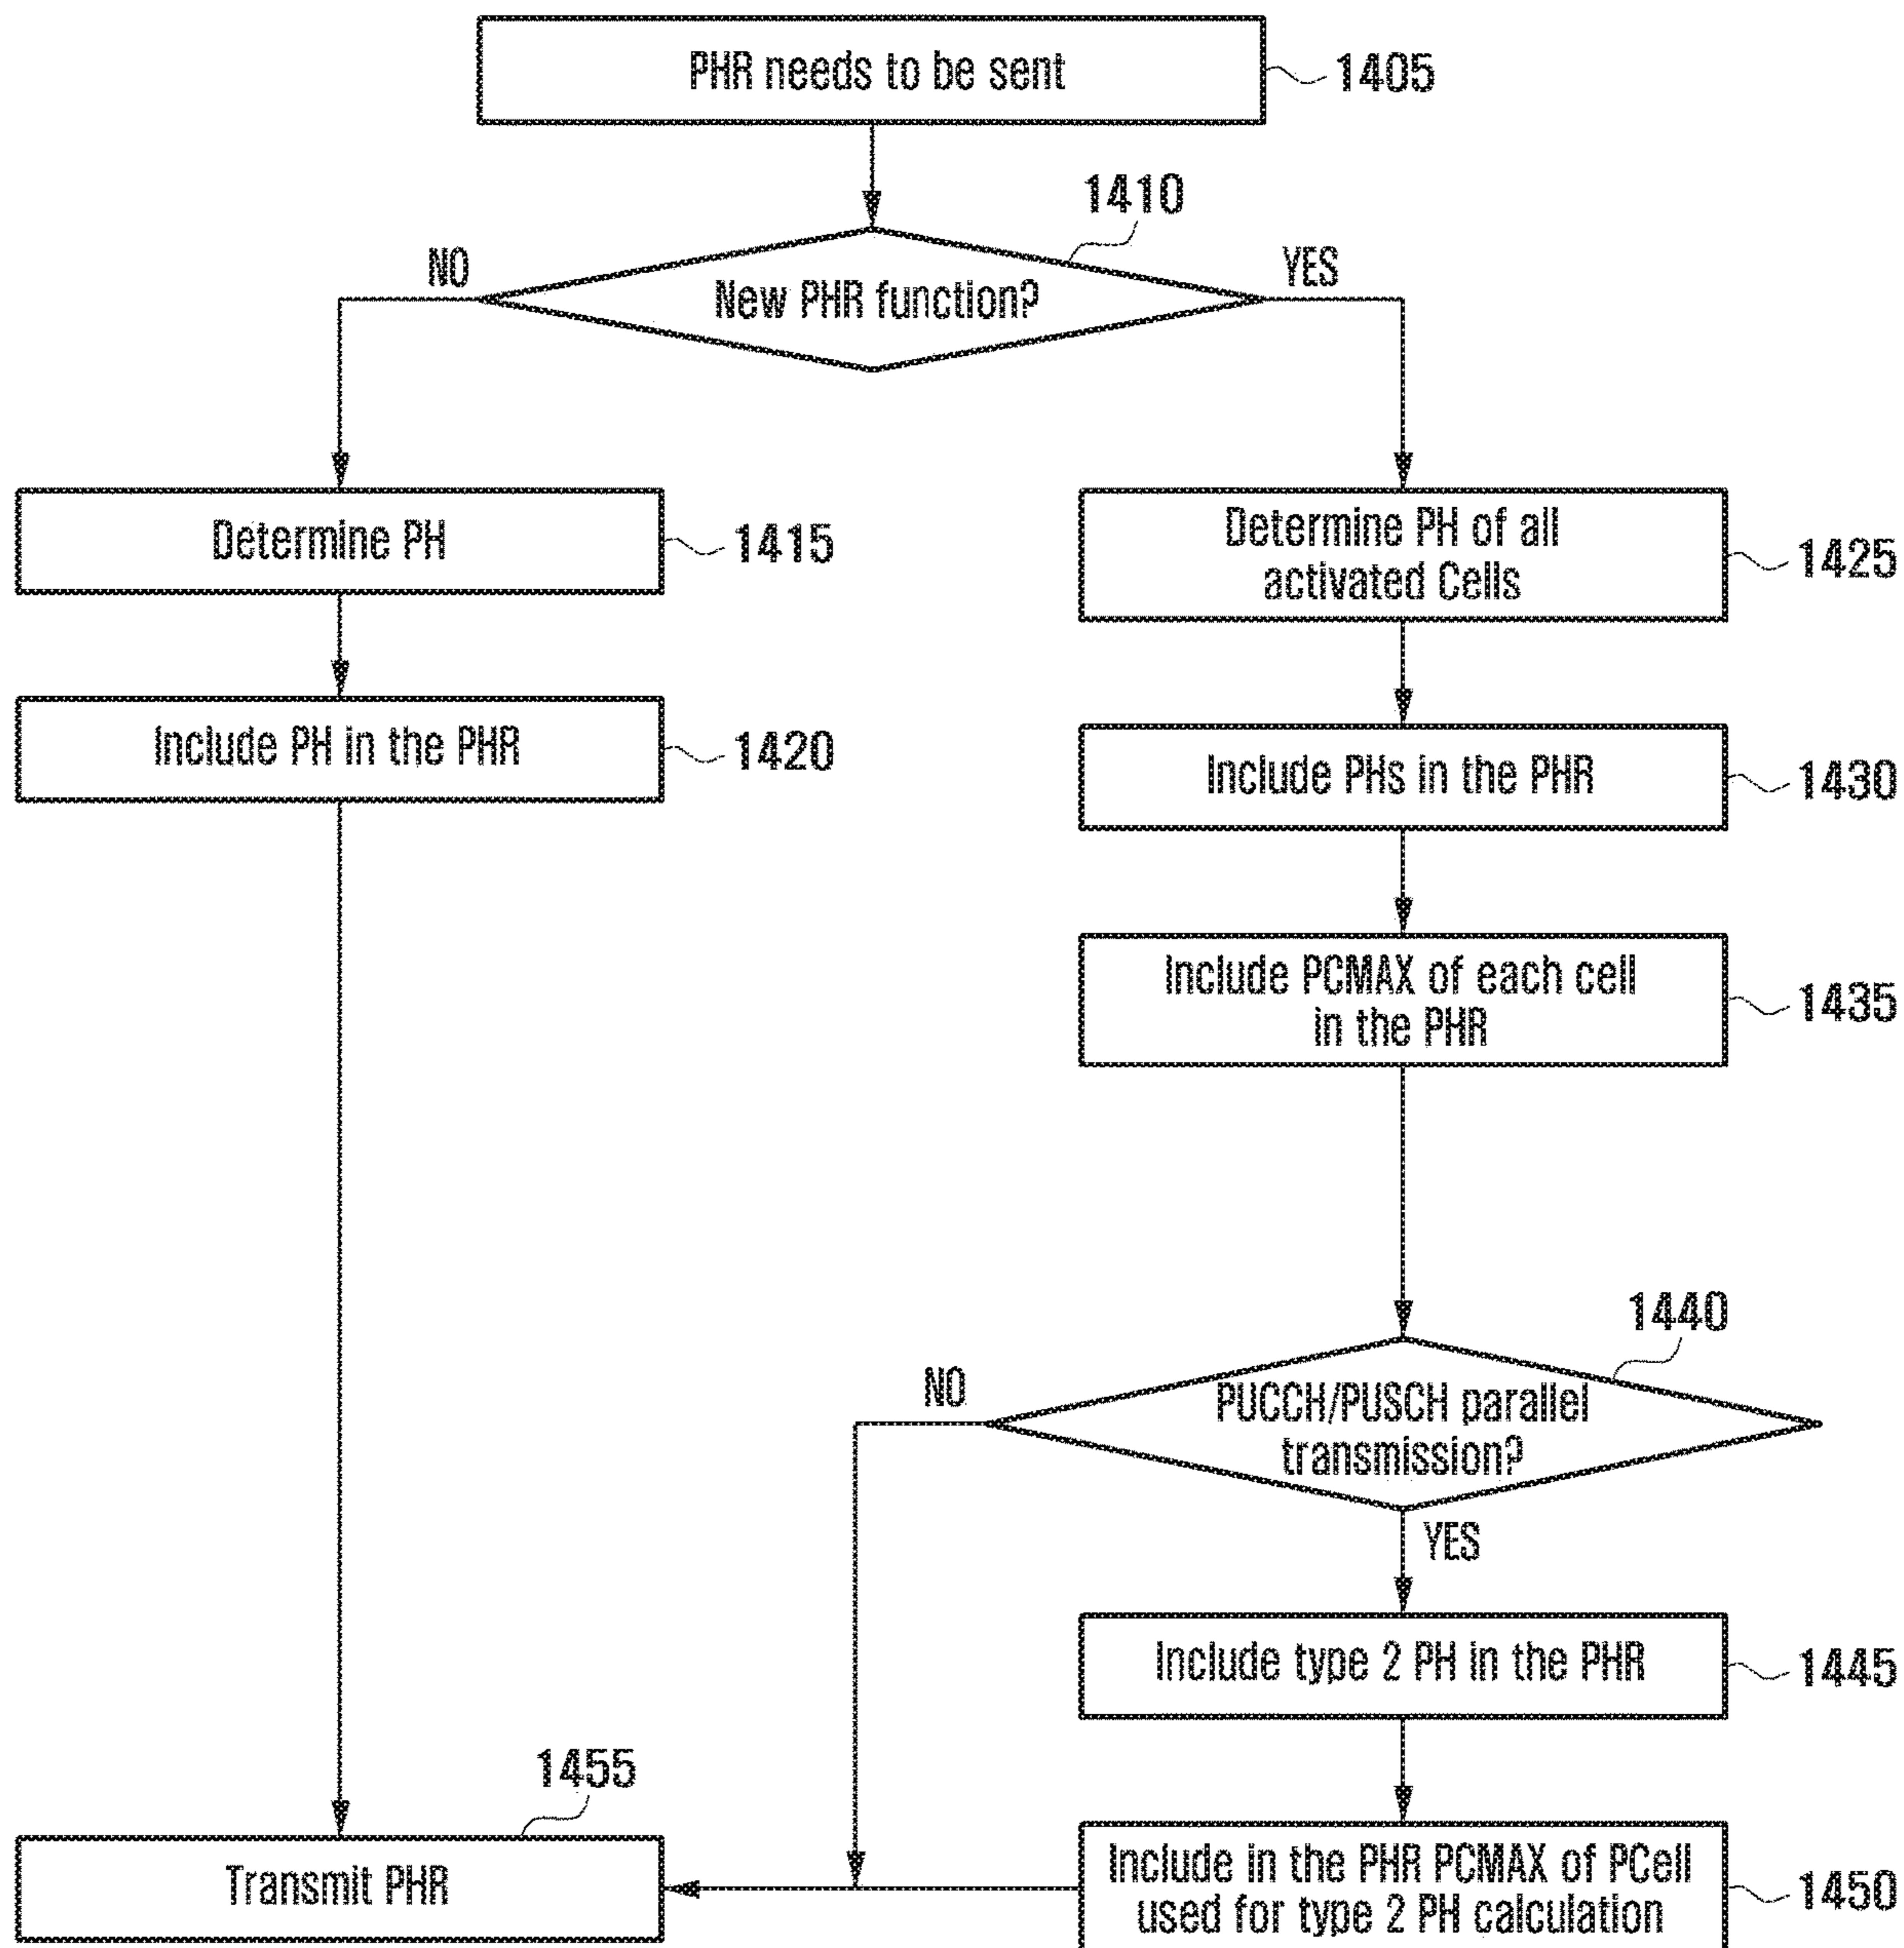 PHR needs to be sent
1405
1410
NO
YES
New PHR function?
Determine PH
1415
Determine PH of all
activated Cells
1425
Include PH in the PHR
1420
Include PHs in the PHR
1430
Include PCMAX of each cell
in the PHR
1435
1440
NO
PUCCH/PUSCH parallel
transmission?
YES
Include type 2 PH in the PHR
1445
1455
Transmit PHR
Include in the PHR PCMAX of PCell
used for type 2 PH calculation
1450